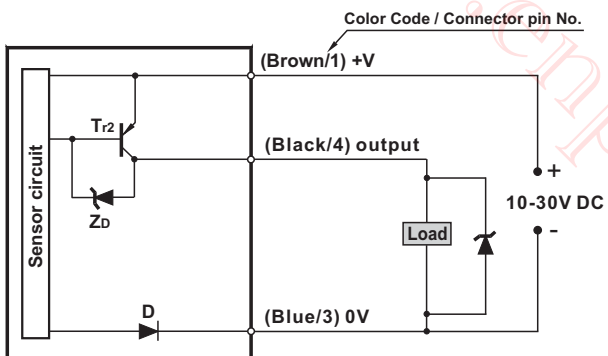 Color Code / Connector pin No.
(Brown/1) +V
Tr2
(Black/4) output
Sensor circuit
ZD
+
10-30V DC
-
Load
D
(Blue/3) 0V